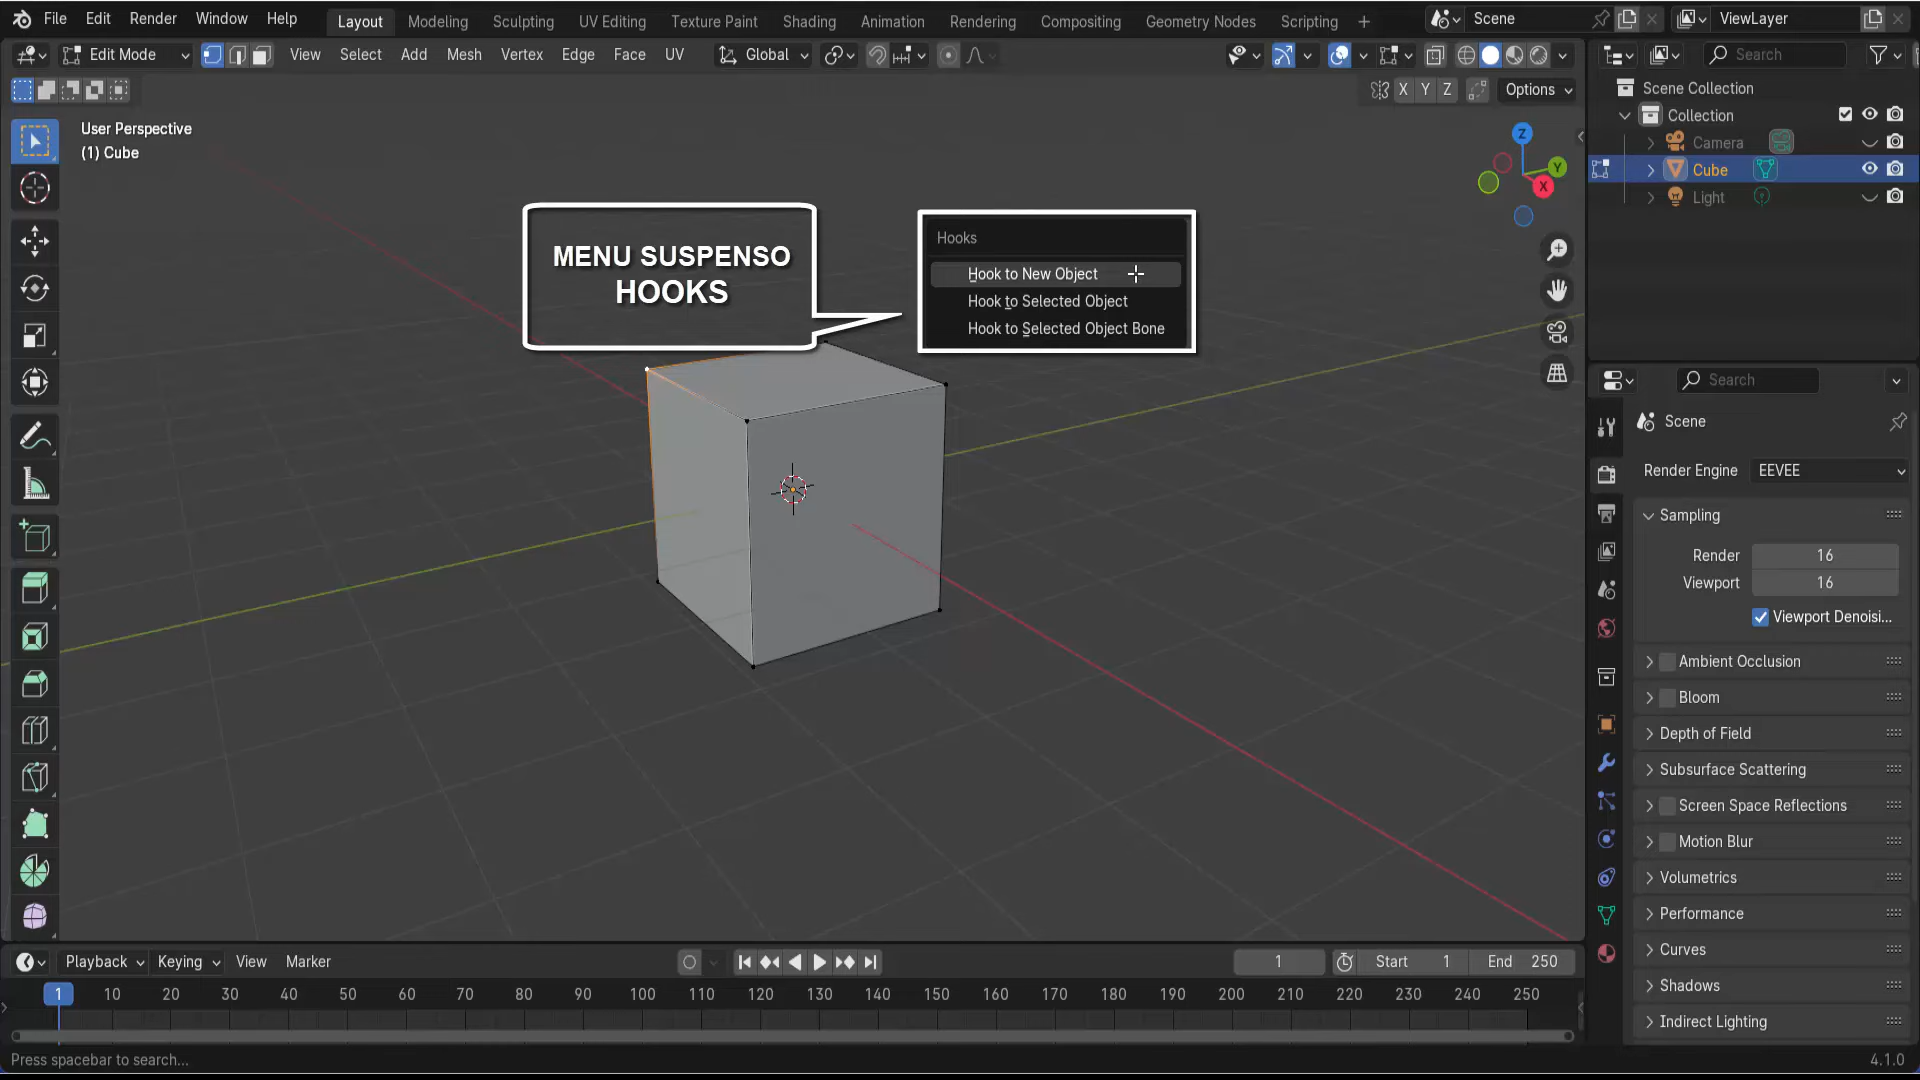 File Edit Render Window Help Layout Modeling Sculpting UV Editing Texture Paint Shading Animation Rendering Compositing Geometry Nodes Scripting + Scene ViewLayer
Edit Mode View Select Add Mesh Vertex Edge Face UV Global Search
X Y Z Options
User Perspective
(1) Cube
Z
Y
X
MENU SUSPENSO
HOOKS
Hooks
Hook to New Object
Hook to Selected Object
Hook to Selected Object Bone
Scene Collection
Collection
Camera
Cube
Light
Search
Scene
Render Engine EEVEE
Sampling
Render 16
Viewport 16
Viewport Denoisi...
Ambient Occlusion
Bloom
Depth of Field
Subsurface Scattering
Screen Space Reflections
Motion Blur
Volumetrics
Performance
Curves
Shadows
Indirect Lighting
Playback Keying View Marker 1 Start 1 End 250
1 10 20 30 40 50 60 70 80 90 100 110 120 130 140 150 160 170 180 190 200 210 220 230 240 250
Press spacebar to search... 4.1.0